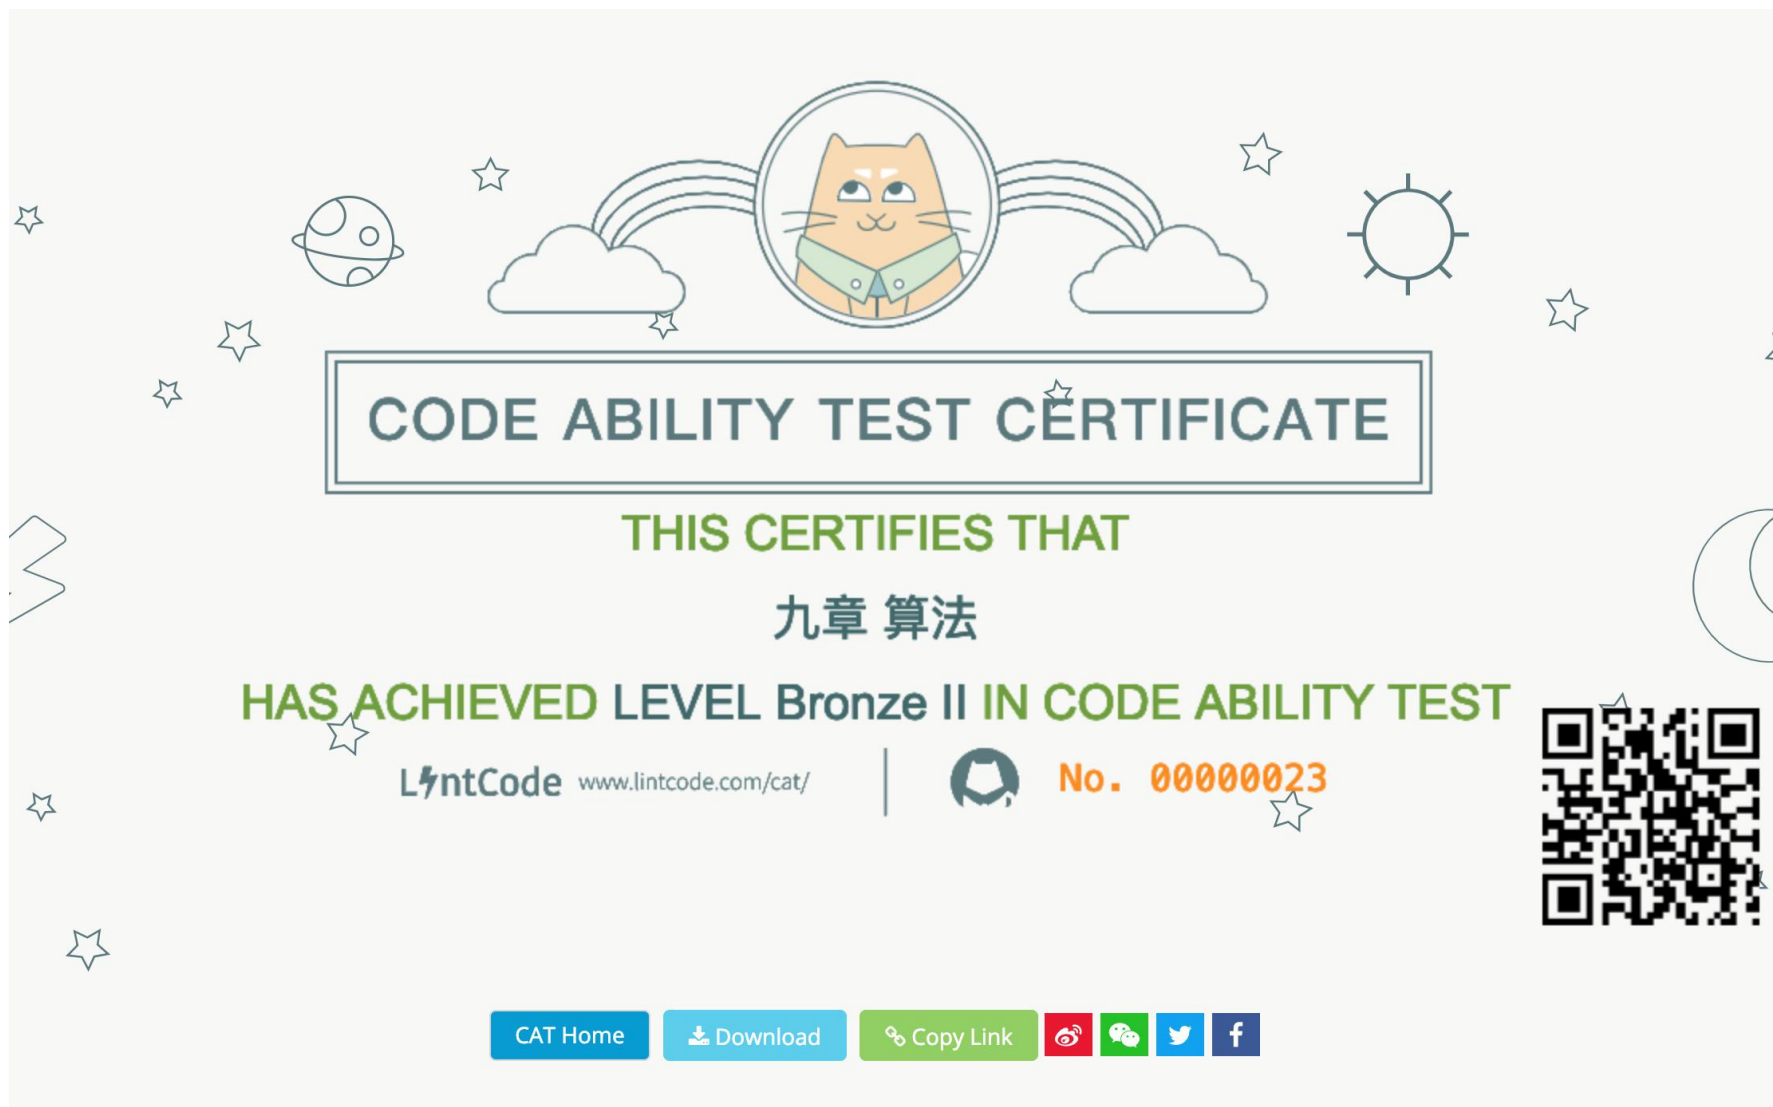 CODE ABILITY TEST CERTIFICATE
THIS CERTIFIES THAT
九章 算法
HAS ACHIEVED LEVEL Bronze II IN CODE ABILITY TEST
LintCode www.lintcode.com/cat/ No. 00000023
CAT Home Download Copy Link